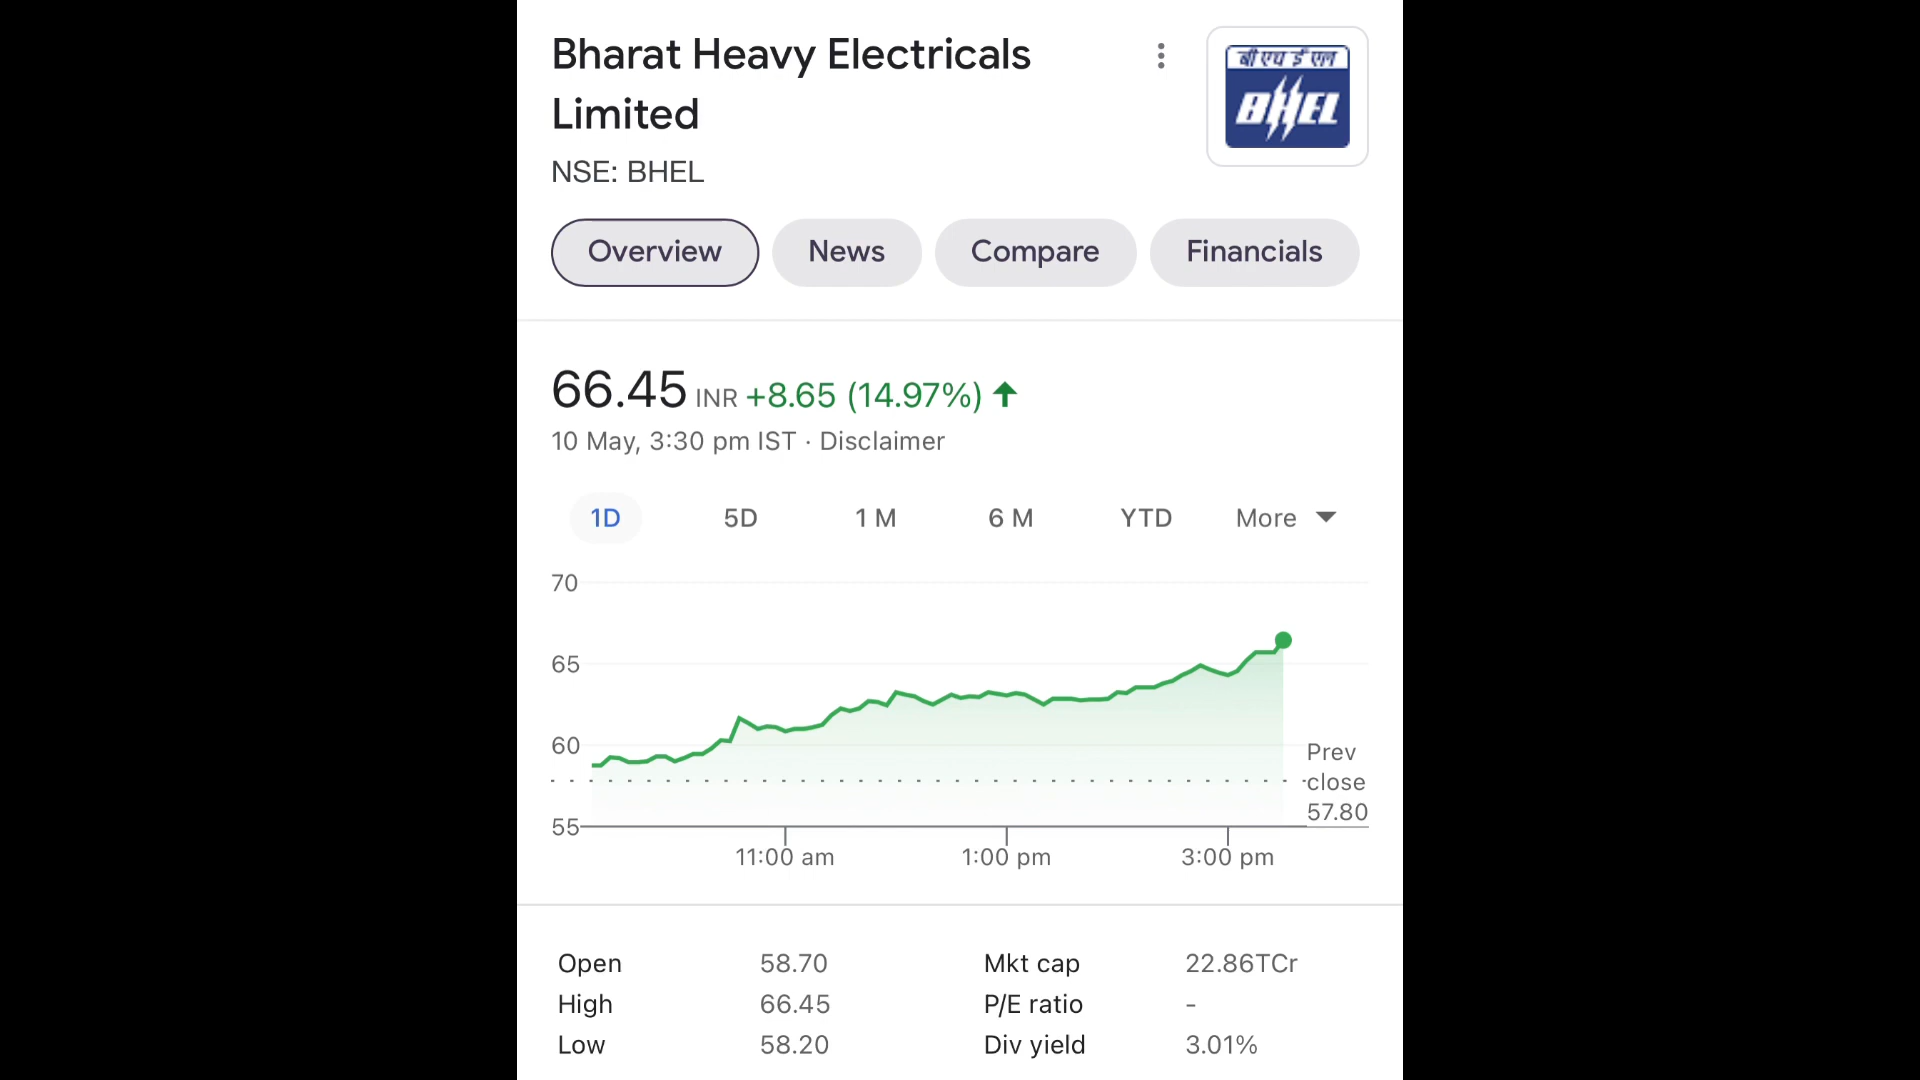 Bharat Heavy Electricals
Limited
NSE: BHEL
बी एच ई एल
BHEL
Overview News Compare Financials
66.45 INR +8.65 (14.97%)
10 May, 3:30 pm IST · Disclaimer
1D 5D 1 M 6 M YTD More
70
65
60
55
Prev
close
57.80
11:00 am 1:00 pm 3:00 pm
Open 58.70 Mkt cap 22.86TCr
High 66.45 P/E ratio -
Low 58.20 Div yield 3.01%